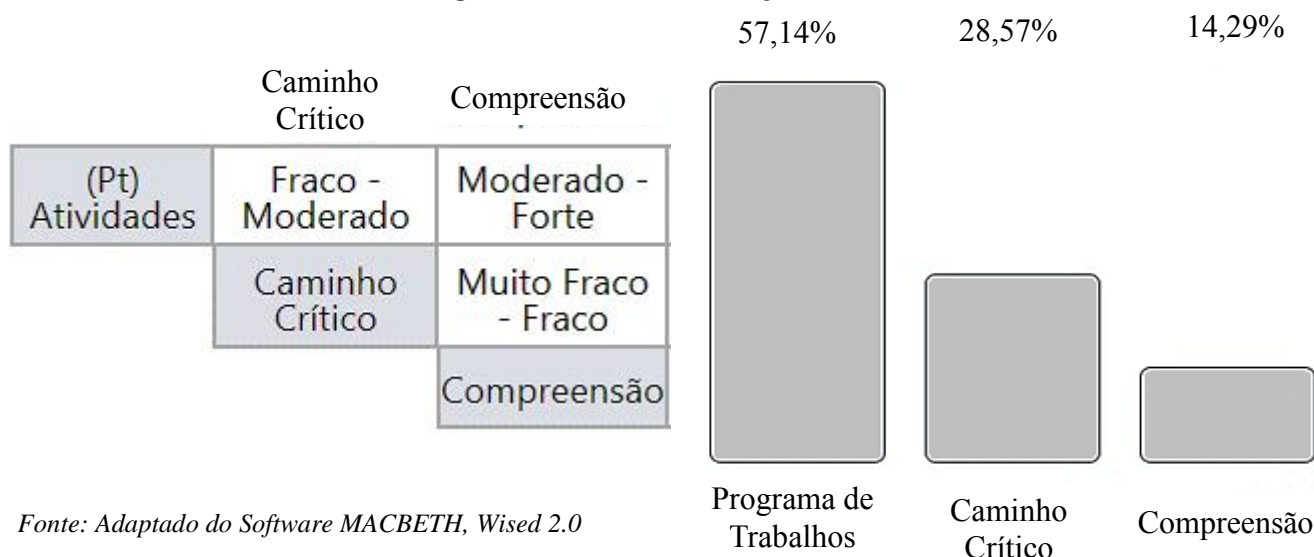 57,14% 28,57% 14,29%
Caminho
Crítico
Compreensão
(Pt)
Atividades
Fraco -
Moderado
Moderado -
Forte
Caminho
Crítico
Muito Fraco
- Fraco
Compreensão
Programa de
Trabalhos
Caminho
Crítico
Compreensão
Fonte: Adaptado do Software MACBETH, Wised 2.0